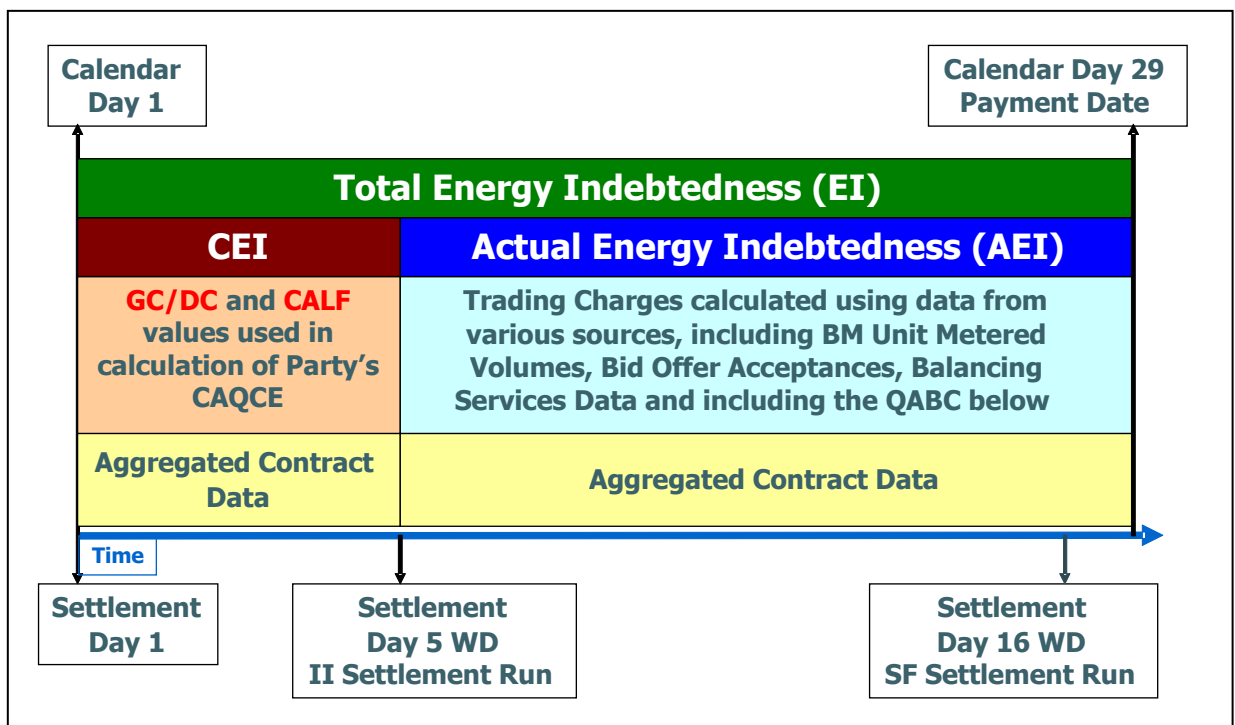 Calendar
Day 1
Calendar Day 29
Payment Date
Total Energy Indebtedness (EI)
CEI
Actual Energy Indebtedness (AEI)
GC/DC and CALF
values used in
calculation of Party's
CAQCE
Trading Charges calculated using data from
various sources, including BM Unit Metered
Volumes, Bid Offer Acceptances, Balancing
Services Data and including the QABC below
Aggregated Contract
Data
Aggregated Contract Data
Time
Settlement
Day 1
Settlement
Day 5 WD
II Settlement Run
Settlement
Day 16 WD
SF Settlement Run